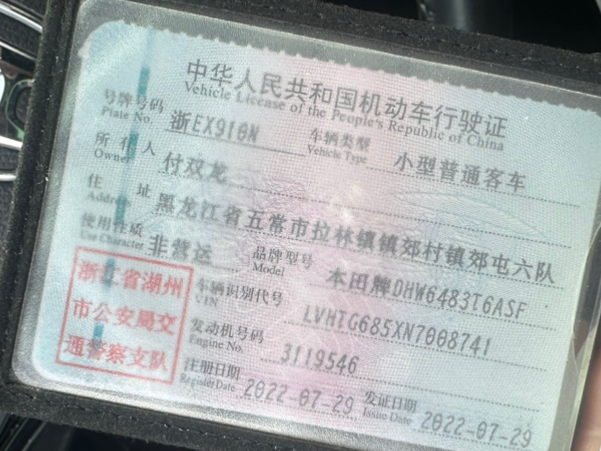 中华人民共和国机动车行驶证
Vehicle License of the People's Republic of China
号牌号码 浙EX910N 车辆类型 小型普通客车
Plate No. Vehicle Type
所有人 付双龙
Owner
住址 黑龙江省五常市拉林镇镇郊村镇郊屯六队
Address
使用性质 非营运 品牌型号 本田牌DHW6483T6ASF
Use Character Model
浙江省湖州
市公安局交
通警察支队
车辆识别代号 LVHTG685XN7008741
VIN
发动机号码 3119546
Engine No.
注册日期 2022-07-29 发证日期 2022-07-29
Register Date Issue Date